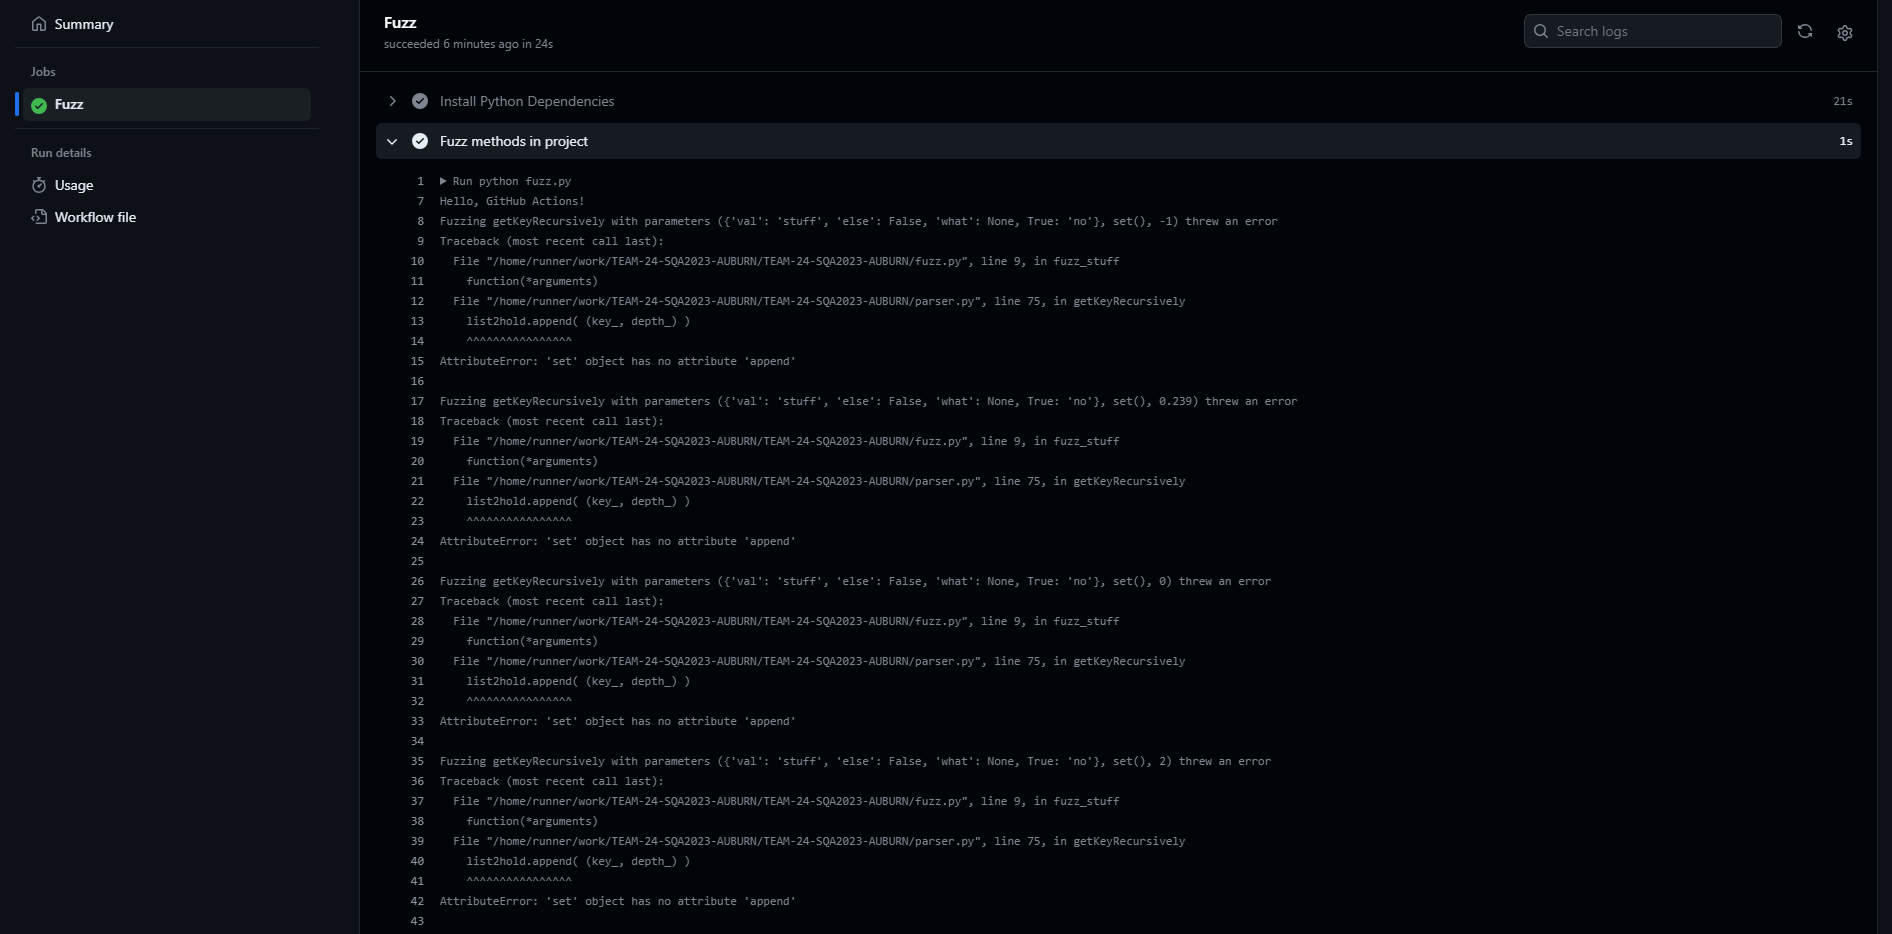 Summary
Jobs
Fuzz
Run details
Usage
Workflow file
Fuzz
succeeded 6 minutes ago in 24s
Search logs
Install Python Dependencies 21s
Fuzz methods in project 1s
1 Run python fuzz.py
7 Hello, GitHub Actions!
8 Fuzzing getKeyRecursively with parameters ({'val': 'stuff', 'else': False, 'what': None, True: 'no'}, set(), -1) threw an error
9 Traceback (most recent call last):
10 File "/home/runner/work/TEAM-24-SQA2023-AUBURN/TEAM-24-SQA2023-AUBURN/fuzz.py", line 9, in fuzz_stuff
11 function(*arguments)
12 File "/home/runner/work/TEAM-24-SQA2023-AUBURN/TEAM-24-SQA2023-AUBURN/parser.py", line 75, in getKeyRecursively
13 list2hold.append( (key_, depth_) )
14 ^^^^^^^^^^^^^^^^
15 AttributeError: 'set' object has no attribute 'append'
16
17 Fuzzing getKeyRecursively with parameters ({'val': 'stuff', 'else': False, 'what': None, True: 'no'}, set(), 0.239) threw an error
18 Traceback (most recent call last):
19 File "/home/runner/work/TEAM-24-SQA2023-AUBURN/TEAM-24-SQA2023-AUBURN/fuzz.py", line 9, in fuzz_stuff
20 function(*arguments)
21 File "/home/runner/work/TEAM-24-SQA2023-AUBURN/TEAM-24-SQA2023-AUBURN/parser.py", line 75, in getKeyRecursively
22 list2hold.append( (key_, depth_) )
23 ^^^^^^^^^^^^^^^^
24 AttributeError: 'set' object has no attribute 'append'
25
26 Fuzzing getKeyRecursively with parameters ({'val': 'stuff', 'else': False, 'what': None, True: 'no'}, set(), 0) threw an error
27 Traceback (most recent call last):
28 File "/home/runner/work/TEAM-24-SQA2023-AUBURN/TEAM-24-SQA2023-AUBURN/fuzz.py", line 9, in fuzz_stuff
29 function(*arguments)
30 File "/home/runner/work/TEAM-24-SQA2023-AUBURN/TEAM-24-SQA2023-AUBURN/parser.py", line 75, in getKeyRecursively
31 list2hold.append( (key_, depth_) )
32 ^^^^^^^^^^^^^^^^
33 AttributeError: 'set' object has no attribute 'append'
34
35 Fuzzing getKeyRecursively with parameters ({'val': 'stuff', 'else': False, 'what': None, True: 'no'}, set(), 2) threw an error
36 Traceback (most recent call last):
37 File "/home/runner/work/TEAM-24-SQA2023-AUBURN/TEAM-24-SQA2023-AUBURN/fuzz.py", line 9, in fuzz_stuff
38 function(*arguments)
39 File "/home/runner/work/TEAM-24-SQA2023-AUBURN/TEAM-24-SQA2023-AUBURN/parser.py", line 75, in getKeyRecursively
40 list2hold.append( (key_, depth_) )
41 ^^^^^^^^^^^^^^^^
42 AttributeError: 'set' object has no attribute 'append'
43